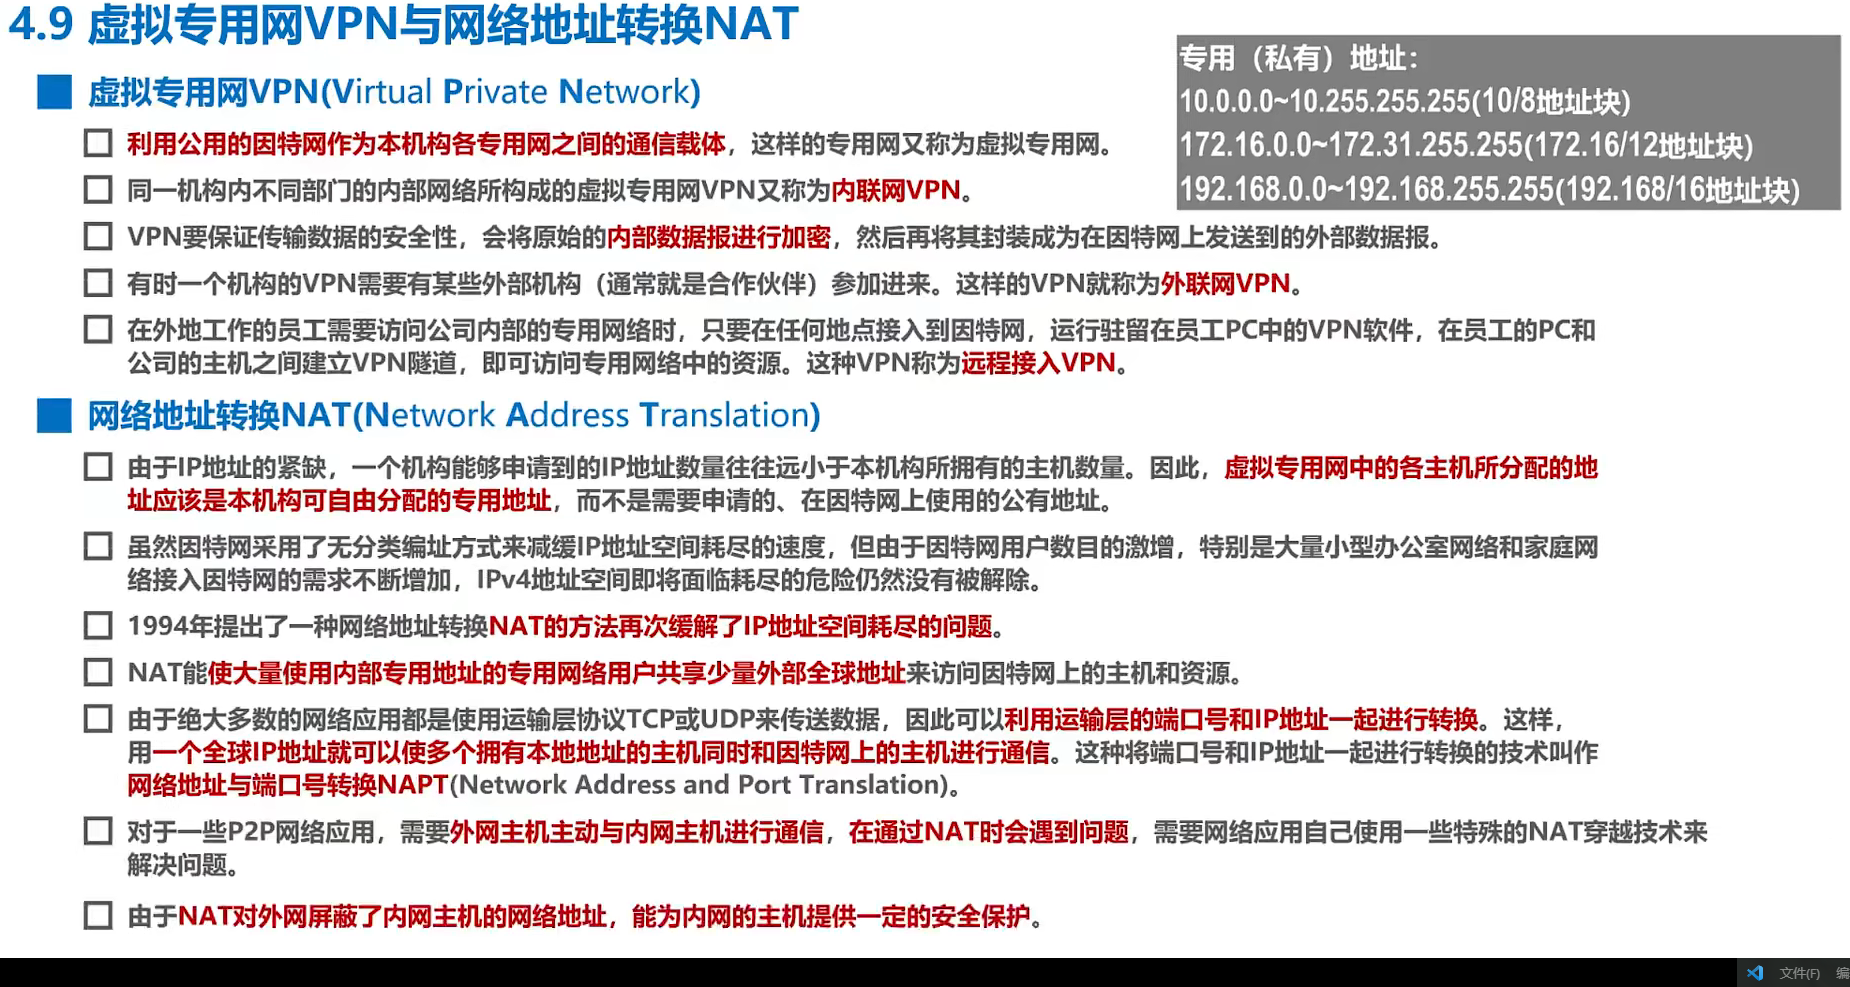 4.9 虚拟专用网VPN与网络地址转换NAT
专用（私有）地址：
10.0.0.0~10.255.255.255(10/8地址块)
172.16.0.0~172.31.255.255(172.16/12地址块)
192.168.0.0~192.168.255.255(192.168/16地址块)
虚拟专用网VPN(Virtual Private Network)
利用公用的因特网作为本机构各专用网之间的通信载体，这样的专用网又称为虚拟专用网。
同一机构内不同部门的内部网络所构成的虚拟专用网VPN又称为内联网VPN。
VPN要保证传输数据的安全性，会将原始的内部数据报进行加密，然后再将其封装成为在因特网上发送到的外部数据报。
有时一个机构的VPN需要有某些外部机构（通常就是合作伙伴）参加进来。这样的VPN就称为外联网VPN。
在外地工作的员工需要访问公司内部的专用网络时，只要在任何地点接入到因特网，运行驻留在员工PC中的VPN软件，在员工的PC和
公司的主机之间建立VPN隧道，即可访问专用网络中的资源。这种VPN称为远程接入VPN。
网络地址转换NAT(Network Address Translation)
由于IP地址的紧缺，一个机构能够申请到的IP地址数量往往远小于本机构所拥有的主机数量。因此，虚拟专用网中的各主机所分配的地
址应该是本机构可自由分配的专用地址，而不是需要申请的、在因特网上使用的公有地址。
虽然因特网采用了无分类编址方式来减缓IP地址空间耗尽的速度，但由于因特网用户数目的激增，特别是大量小型办公室网络和家庭网
络接入因特网的需求不断增加，IPv4地址空间即将面临耗尽的危险仍然没有被解除。
1994年提出了一种网络地址转换NAT的方法再次缓解了IP地址空间耗尽的问题。
NAT能使大量使用内部专用地址的专用网络用户共享少量外部全球地址来访问因特网上的主机和资源。
由于绝大多数的网络应用都是使用运输层协议TCP或UDP来传送数据，因此可以利用运输层的端口号和IP地址一起进行转换。这样，
用一个全球IP地址就可以使多个拥有本地地址的主机同时和因特网上的主机进行通信。这种将端口号和IP地址一起进行转换的技术叫作
网络地址与端口号转换NAPT(Network Address and Port Translation)。
对于一些P2P网络应用，需要外网主机主动与内网主机进行通信，在通过NAT时会遇到问题，需要网络应用自己使用一些特殊的NAT穿越技术来
解决问题。
由于NAT对外网屏蔽了内网主机的网络地址，能为内网的主机提供一定的安全保护。
文件(F) 编